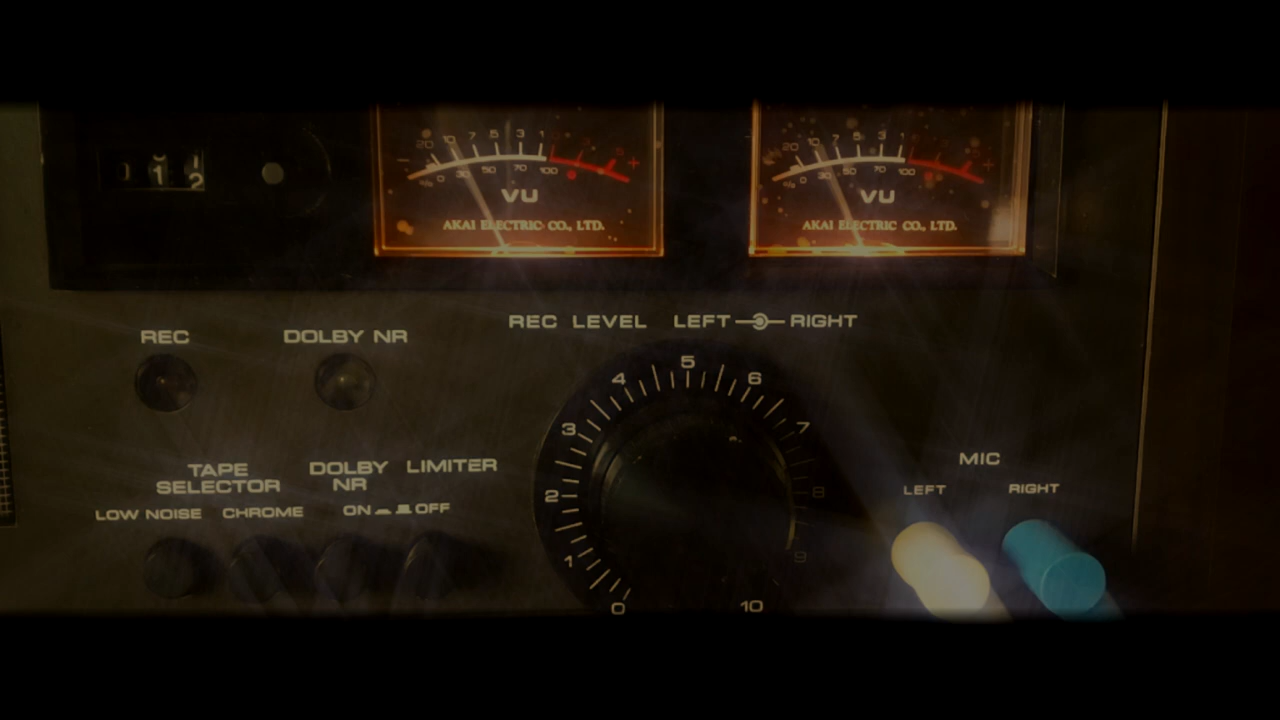 20 10 7 5 3 1
- +
% 0 30 50 70 100
VU
AKAI ELECTRIC CO., LTD.
20 10 7 5 3 1
+
% 0 30 50 70 100
VU
AKAI ELECTRIC CO., LTD.
REC
DOLBY NR
REC LEVEL LEFT RIGHT
0 1 2 3 4 5 6 7 8 9 10
TAPE
SELECTOR
DOLBY
NR
LIMITER
LOW NOISE CHROME
ON OFF
MIC
LEFT RIGHT